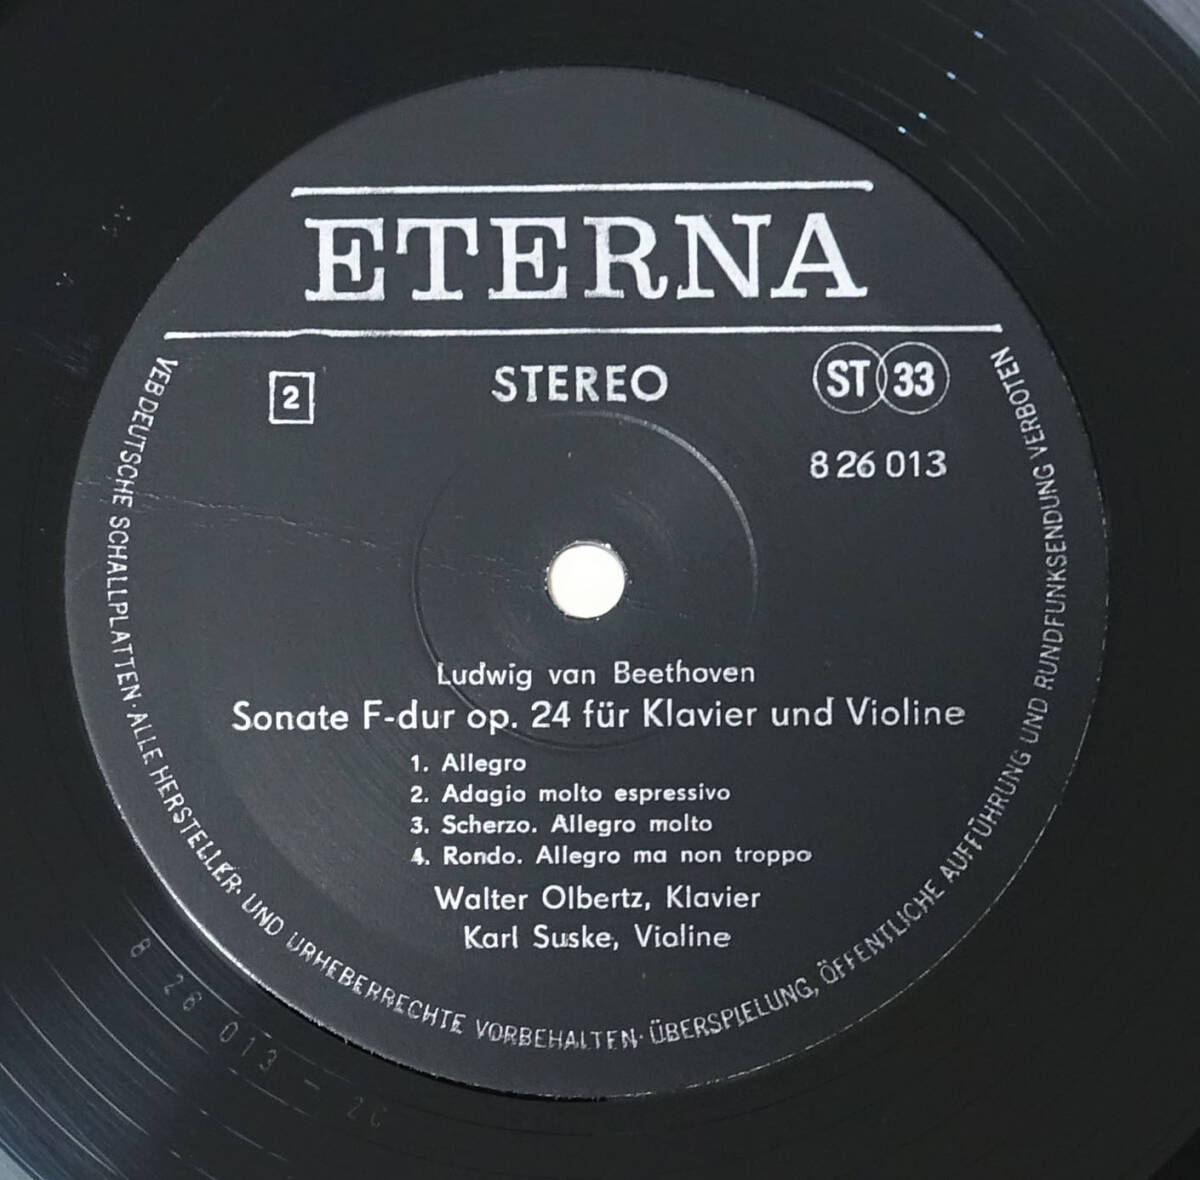 ETERNA
2
STEREO
ST 33
8 26 013
Ludwig van Beethoven
Sonate F-dur op. 24 für Klavier und Violine
1. Allegro
2. Adagio molto espressivo
3. Scherzo. Allegro molto
4. Rondo. Allegro ma non troppo
Walter Olbertz, Klavier
Karl Suske, Violine
VEB DEUTSCHE SCHALLPLATTEN · ALLE HERSTELLER- UND URHEBERRECHTE VORBEHALTEN · ÜBERSPIELUNG, ÖFFENTLICHE AUFFÜHRUNG UND RUNDFUNKSENDUNG VERBOTEN
8 26 013 - 2C